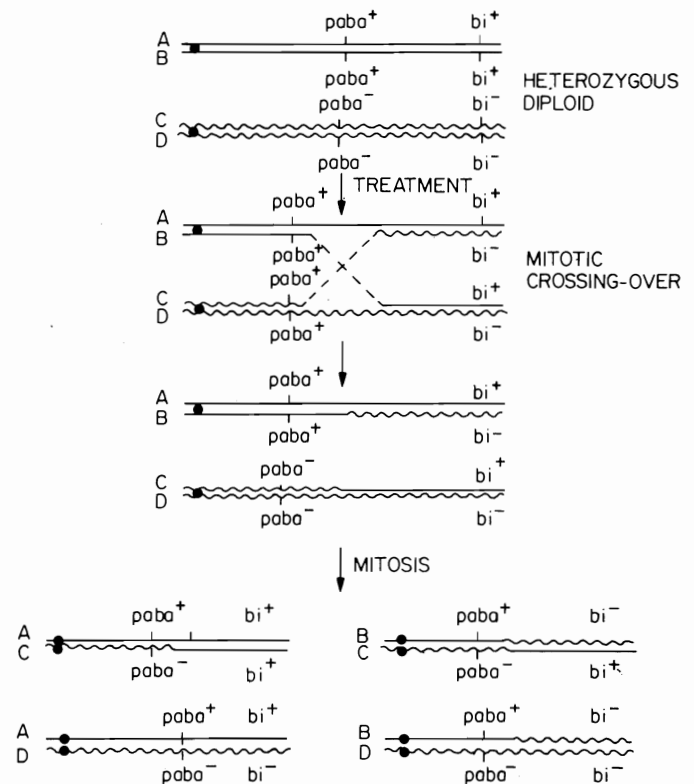 paba+ bi+
A
B
paba+ bi+
HETEROZYGOUS
DIPLOID
paba- bi-
C
D
paba- bi-
TREATMENT
paba+ bi+
A
B
paba+ bi-
MITOTIC
CROSSING-OVER
paba+ bi+
C
D
paba+ bi-
paba+ bi+
A
B
paba+ bi-
paba- bi+
C
D
paba- bi-
MITOSIS
paba+ bi+ paba+ bi-
A B
C C
paba- bi+ paba- bi+
paba+ bi+ paba+ bi-
A B
D D
paba- bi- paba- bi-